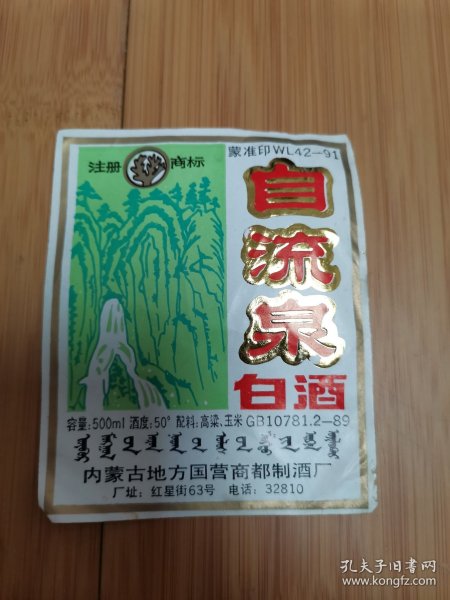 注册 商标
蒙准印WL42-91
自流泉
白酒
容量:500ml 酒度:50° 配料:高粱、玉米 GB10781.2-89
内蒙古地方国营商都制酒厂
厂址: 红星街63号 电话: 32810
孔夫子旧书网
www.kongfz.com